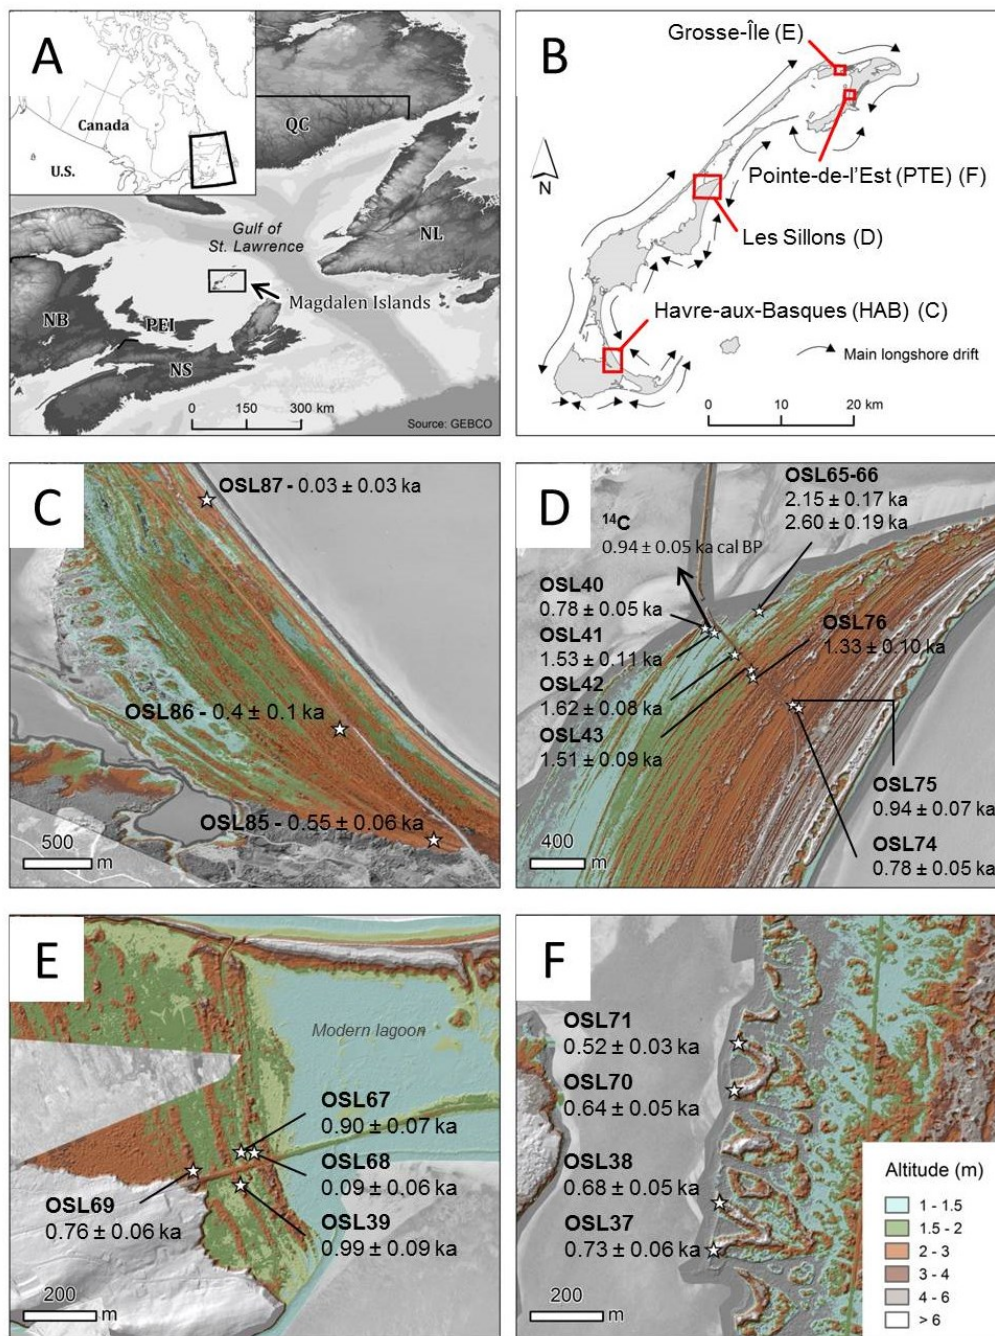 A
Canada
U.S.
QC
Gulf of
St. Lawrence
NL
Magdalen Islands
NB
PEI
NS
0 150 300 km
Source: GEBCO
B
Grosse-Île (E)
N
Pointe-de-l'Est (PTE) (F)
Les Sillons (D)
Havre-aux-Basques (HAB) (C)
Main longshore drift
0 10 20
km
C
OSL87 - 0.03 ± 0.03 ka
OSL86 - 0.4 ± 0.1 ka
OSL85 - 0.55 ± 0.06 ka
500
m
D
OSL65-66
2.15 ± 0.17 ka
2.60 ± 0.19 ka
¹⁴C
0.94 ± 0.05 ka cal BP
OSL40
0.78 ± 0.05 ka
OSL41
1.53 ± 0.11 ka
OSL42
1.62 ± 0.08 ka
OSL43
1.51 ± 0.09 ka
OSL76
1.33 ± 0.10 ka
OSL75
0.94 ± 0.07 ka
OSL74
0.78 ± 0.05 ka
400
m
E
Modern lagoon
OSL67
0.90 ± 0.07 ka
OSL68
0.09 ± 0.06 ka
OSL69
0.76 ± 0.06 ka
OSL39
0.99 ± 0.09 ka
200
m
F
OSL71
0.52 ± 0.03 ka
OSL70
0.64 ± 0.05 ka
OSL38
0.68 ± 0.05 ka
OSL37
0.73 ± 0.06 ka
200
m
Altitude (m)
1 - 1.5
1.5 - 2
2 - 3
3 - 4
4 - 6
> 6